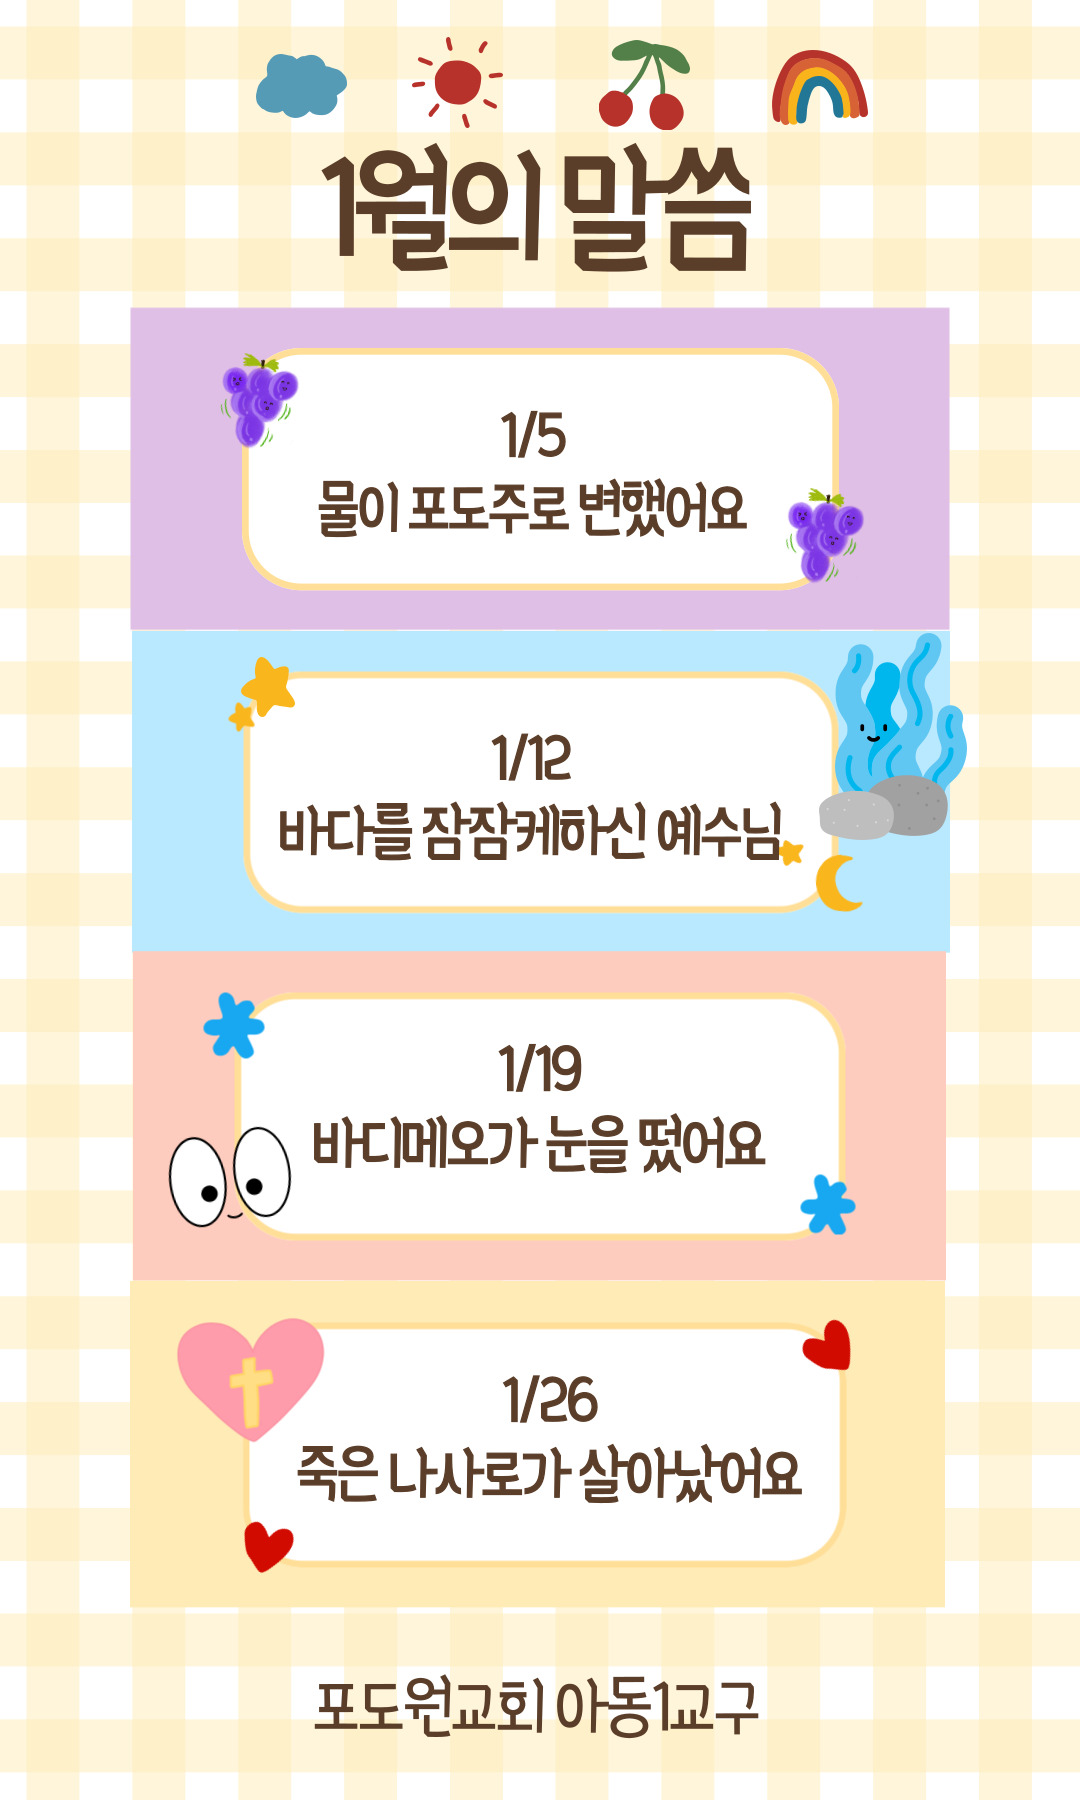 1월의 말씀
1/5
물이 포도주로 변했어요
1/12
바다를 잠잠케하신 예수님
1/19
바디메오가 눈을 떴어요
1/26
죽은 나사로가 살아났어요
포도원교회 아동1교구